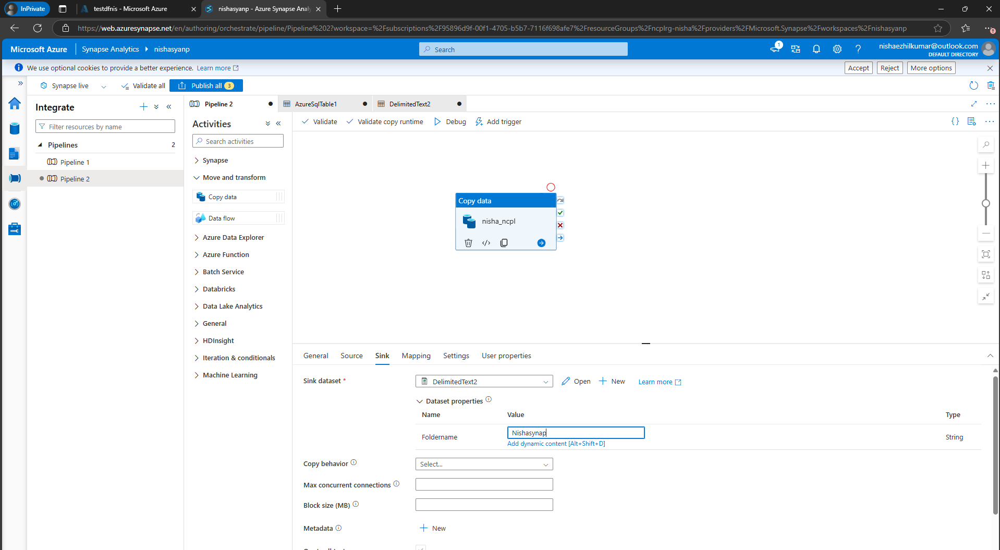 InPrivate
testdfnis - Microsoft Azure
nishasyanp - Azure Synapse Anal
https://web.azuresynapse.net/en/authoring/orchestrate/pipeline/Pipeline%202?workspace=%2Fsubscriptions%2F95896d9f-00f1-4705-b5b7-7116f698afe7%2FresourceGroups%2Fncplrg-nisha%2Fproviders%2FMicrosoft.Synapse%2Fworkspaces%2Fnishasyanp
Microsoft Azure
Synapse Analytics
nishasyanp
Search
1
nishaezhilkumar@outlook.com
DEFAULT DIRECTORY
We use optional cookies to provide a better experience. Learn more
Accept
Reject
More options
Synapse live
Validate all
Publish all 3
Integrate
Filter resources by name
Pipelines 2
Pipeline 1
Pipeline 2
Pipeline 2
AzureSqlTable1
DelimitedText2
Activities
Search activities
Synapse
Move and transform
Copy data
Data flow
Azure Data Explorer
Azure Function
Batch Service
Databricks
Data Lake Analytics
General
HDInsight
Iteration & conditionals
Machine Learning
Validate
Validate copy runtime
Debug
Add trigger
Copy data
nisha_ncpl
General
Source
Sink
Mapping
Settings
User properties
Sink dataset *
DelimitedText2
Open
New
Learn more
Dataset properties
Name Value Type
Foldername Nishasynap String
Add dynamic content [Alt+Shift+D]
Copy behavior
Select...
Max concurrent connections
Block size (MB)
Metadata
New